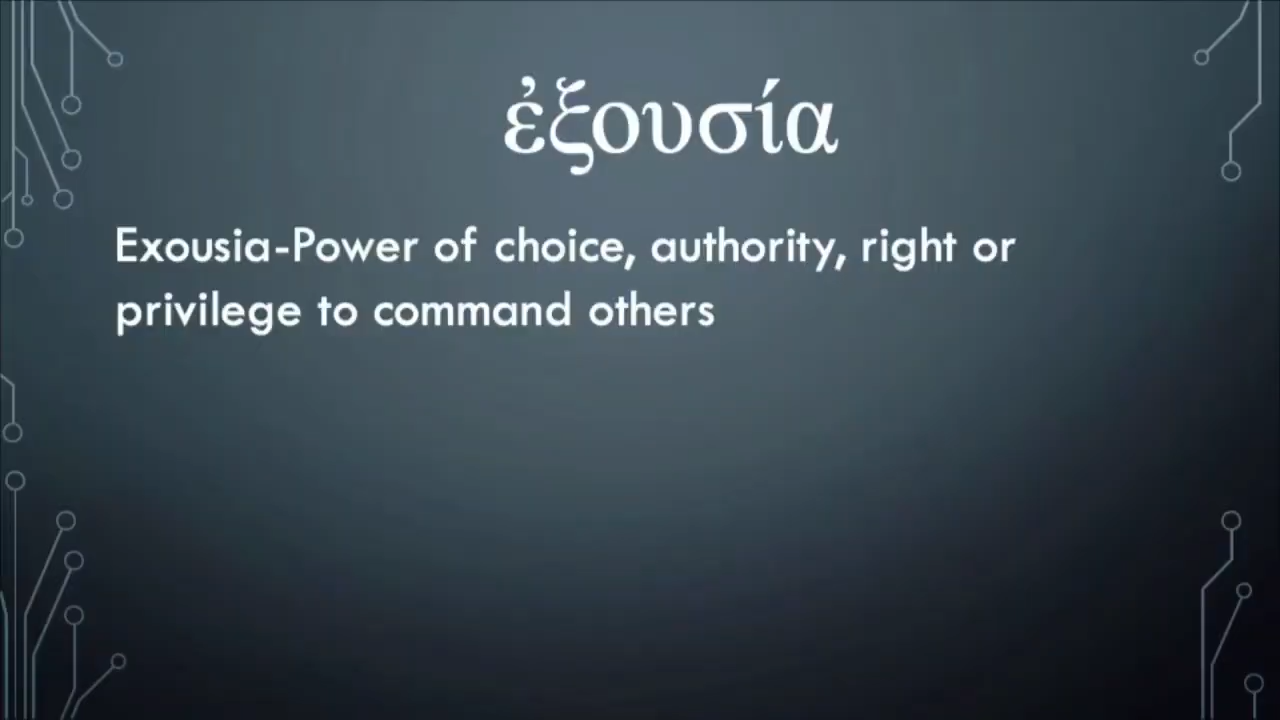 ἐξουσία
Exousia-Power of choice, authority, right or
privilege to command others